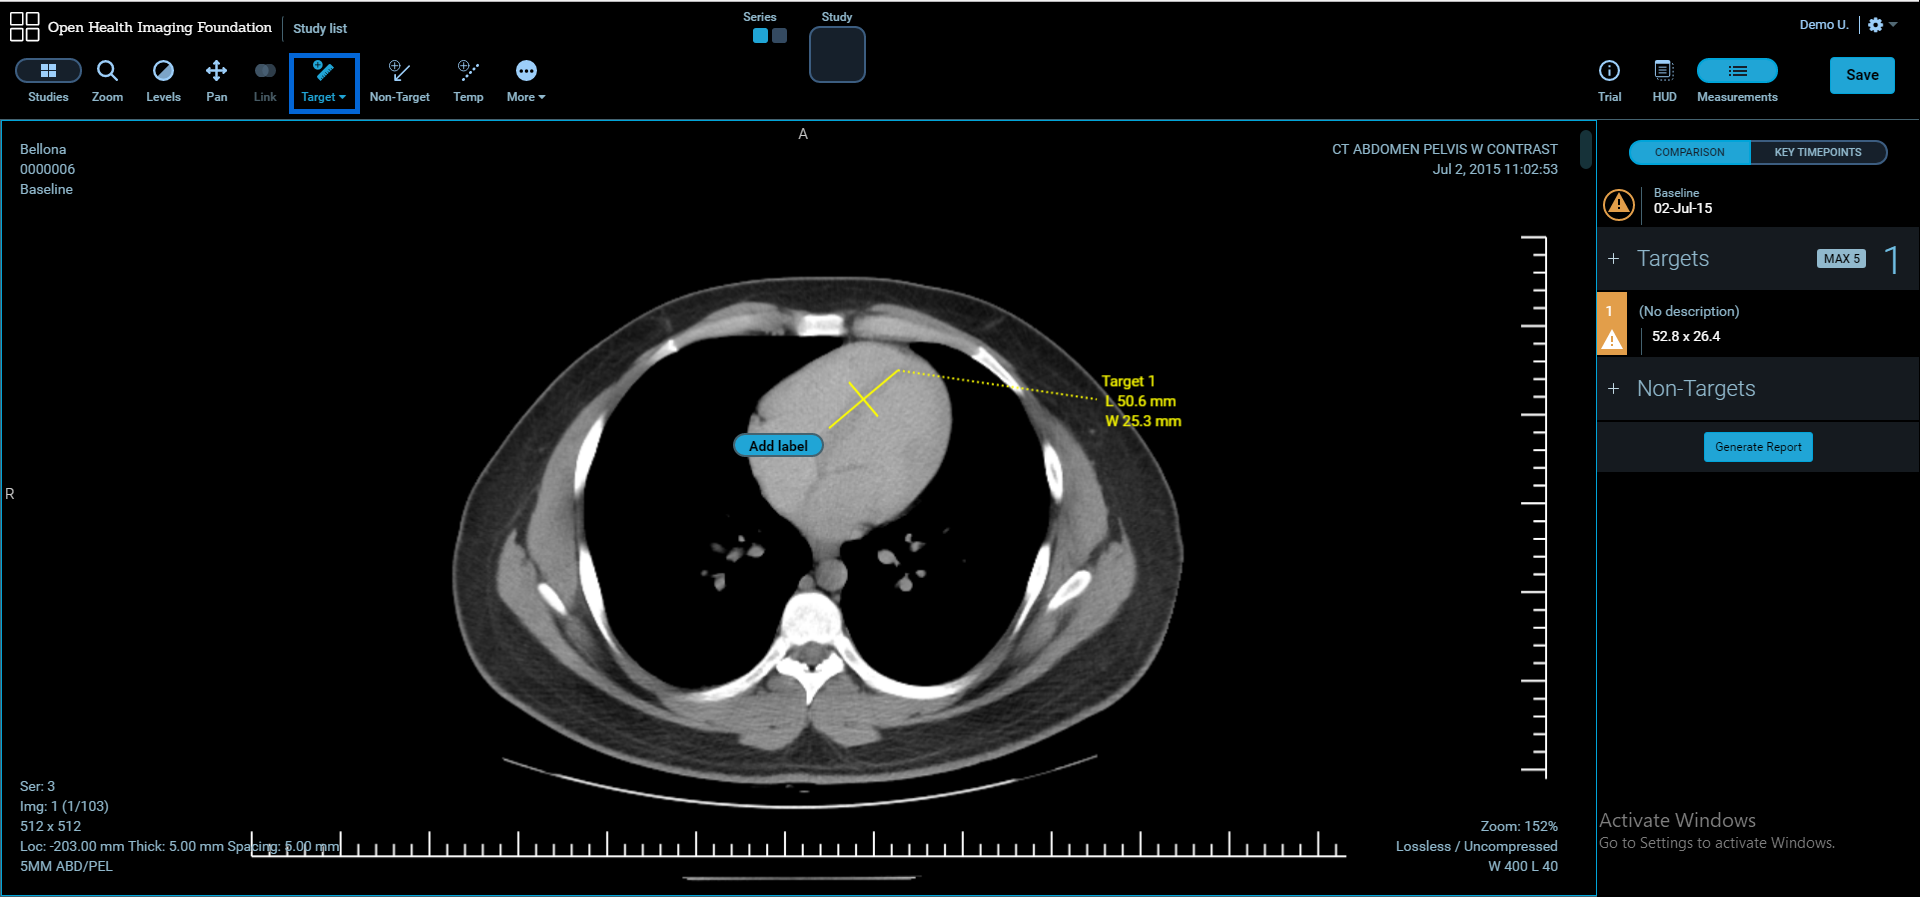 Open Health Imaging Foundation
Study list
Series
Study
Demo U.
Studies
Zoom
Levels
Pan
Link
Target
Non-Target
Temp
More
Trial
HUD
Measurements
Save
A
Bellona
0000006
Baseline
CT ABDOMEN PELVIS W CONTRAST
Jul 2, 2015 11:02:53
R
Target 1
L 50.6 mm
W 25.3 mm
Add label
Ser: 3
Img: 1 (1/103)
512 x 512
Loc: -203.00 mm Thick: 5.00 mm Spacing: 5.00 mm
5MM ABD/PEL
Zoom: 152%
Lossless / Uncompressed
W 400 L 40
COMPARISON
KEY TIMEPOINTS
Baseline
02-Jul-15
+ Targets MAX 5 1
1 (No description)
52.8 x 26.4
+ Non-Targets
Generate Report
Activate Windows
Go to Settings to activate Windows.